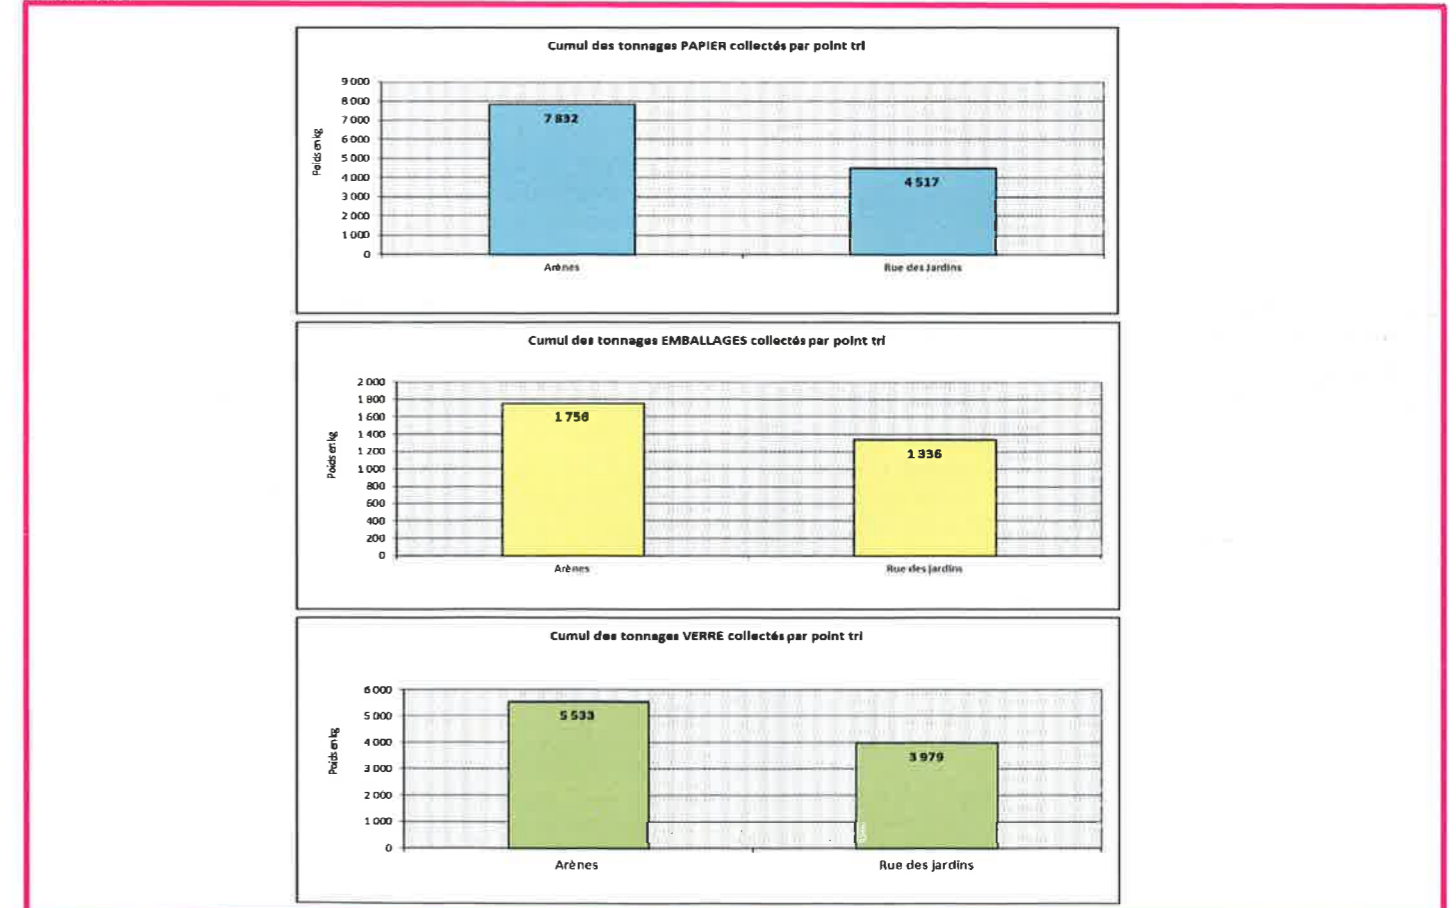 Cumul des tonnages PAPIER collectés par point tri
9 000
8 000
7 000
6 000
5 000
4 000
3 000
2 000
1 000
0
Poids en kg
7 832
4 517
Arènes
Rue des Jardins
Cumul des tonnages EMBALLAGES collectés par point tri
2 000
1 800
1 600
1 400
1 200
1 000
800
600
400
200
0
Poids en kg
1 756
1 336
Arènes
Rue des jardins
Cumul des tonnages VERRE collectés par point tri
6 000
5 000
4 000
3 000
2 000
1 000
0
Poids en kg
5 533
3 979
Arènes
Rue des jardins